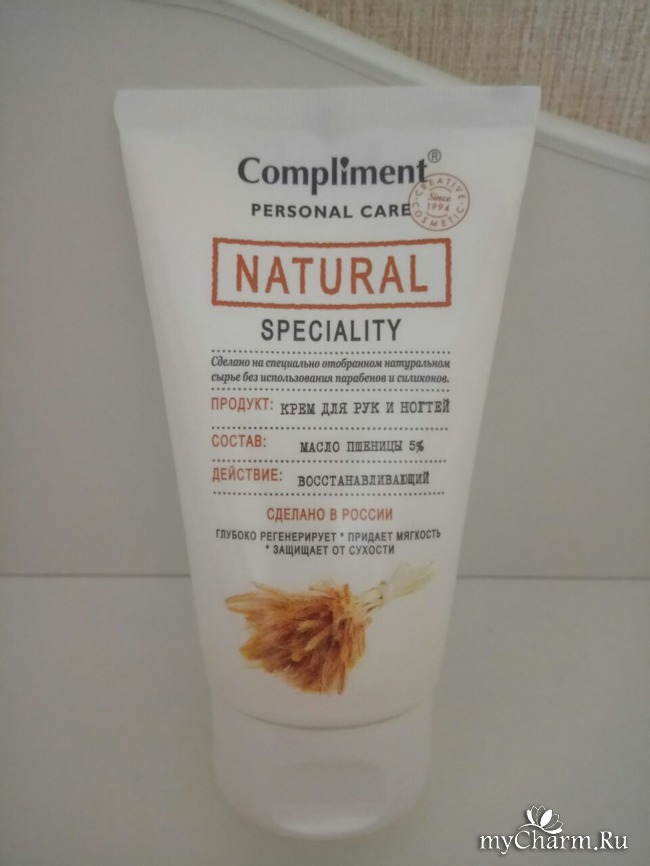 Compliment®
PERSONAL CARE
CREATIVE
Since
1994
COSMETIC
NATURAL
SPECIALITY
Сделано на специально отобранном натуральном
сырье без использования парабенов и силиконов.
ПРОДУКТ: КРЕМ ДЛЯ РУК И НОГТЕЙ
СОСТАВ: МАСЛО ПШЕНИЦЫ 5%
ДЕЙСТВИЕ: ВОССТАНАВЛИВАЮЩИЙ
СДЕЛАНО В РОССИИ
ГЛУБОКО РЕГЕНЕРИРУЕТ * ПРИДАЕТ МЯГКОСТЬ
* ЗАЩИЩАЕТ ОТ СУХОСТИ
myCharm.Ru